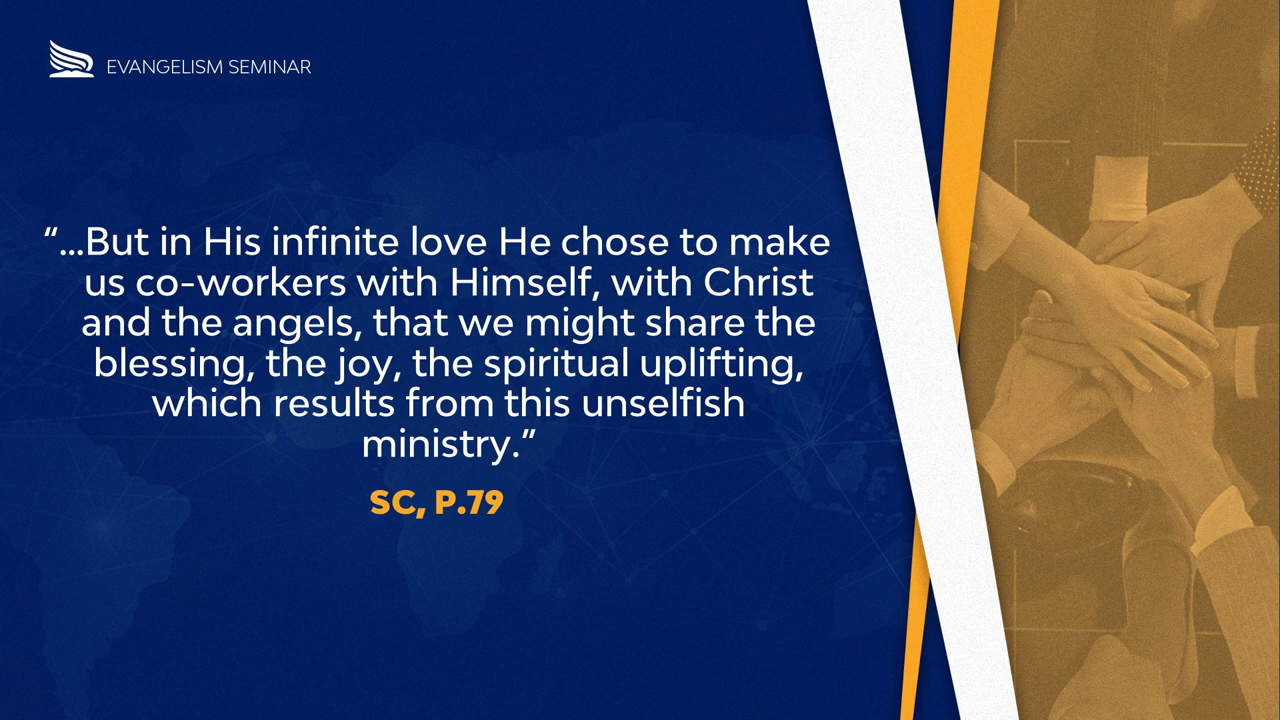 EVANGELISM SEMINAR
“...But in His infinite love He chose to make
us co-workers with Himself, with Christ
and the angels, that we might share the
blessing, the joy, the spiritual uplifting,
which results from this unselfish
ministry.”
SC, P.79